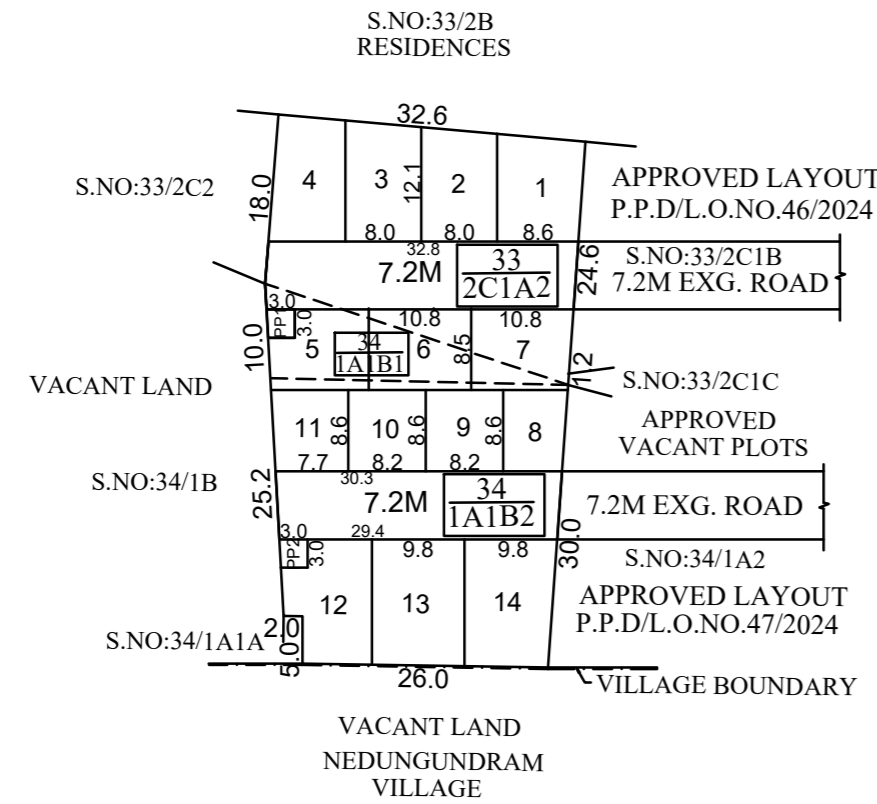 S.NO:33/2B
RESIDENCES
32.6
S.NO:33/2C2
18.0
4
3
12.1
2
1
APPROVED LAYOUT
P.P.D/L.O.NO.46/2024
8.0
8.0
8.6
32.8
7.2M
33
2C1A2
24.6
S.NO:33/2C1B
7.2M EXG. ROAD
3.0
PP1
3.0
10.8
10.8
10.0
5
34
1A1B1
6
8.5
7
1.2
VACANT LAND
S.NO:33/2C1C
11
8.6
10
8.6
9
8.6
8
APPROVED
VACANT PLOTS
7.7
8.2
8.2
S.NO:34/1B
25.2
30.3
7.2M
34
1A1B2
7.2M EXG. ROAD
3.0
29.4
PP2
3.0
9.8
9.8
30.0
S.NO:34/1A2
12
13
14
APPROVED LAYOUT
P.P.D/L.O.NO.47/2024
S.NO:34/1A1A
2.0
5.0
26.0
VILLAGE BOUNDARY
VACANT LAND
NEDUNGUNDRAM
VILLAGE